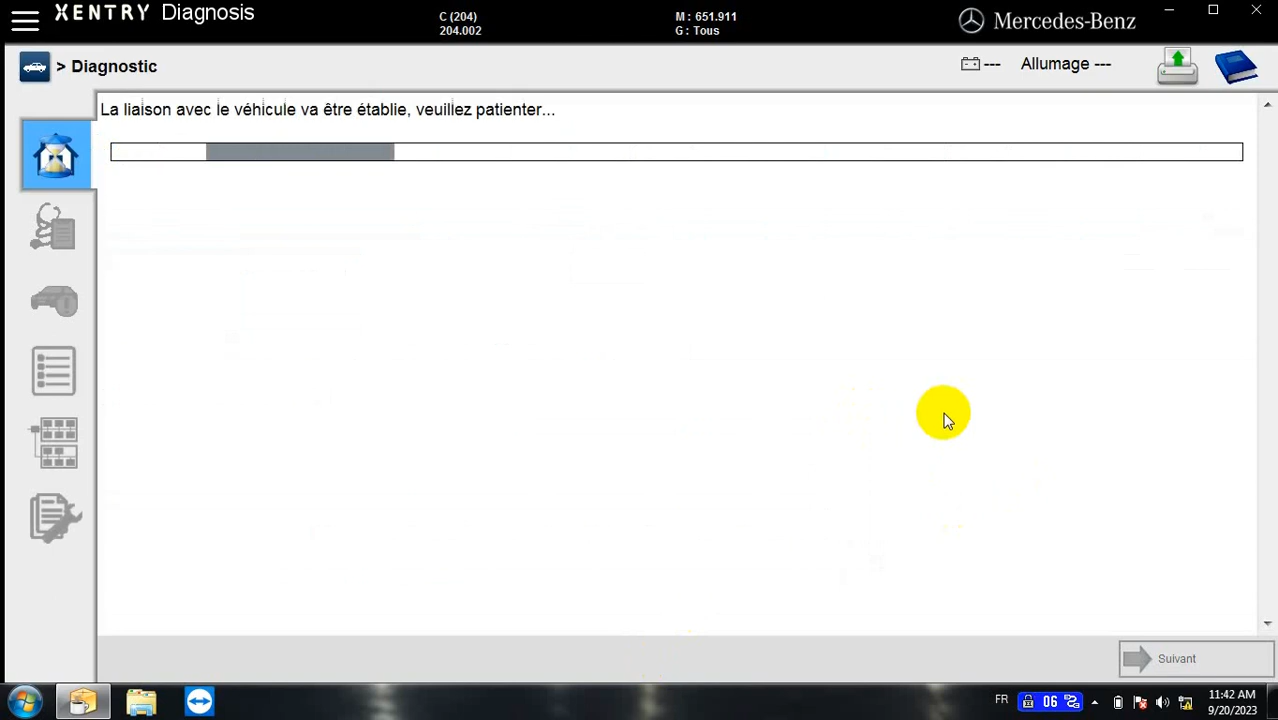 XENTRY Diagnosis
C (204)
204.002
M : 651.911
G : Tous
Mercedes-Benz
> Diagnostic
---
Allumage ---
La liaison avec le véhicule va être établie, veuillez patienter...
Suivant
FR
06
11:42 AM
9/20/2023